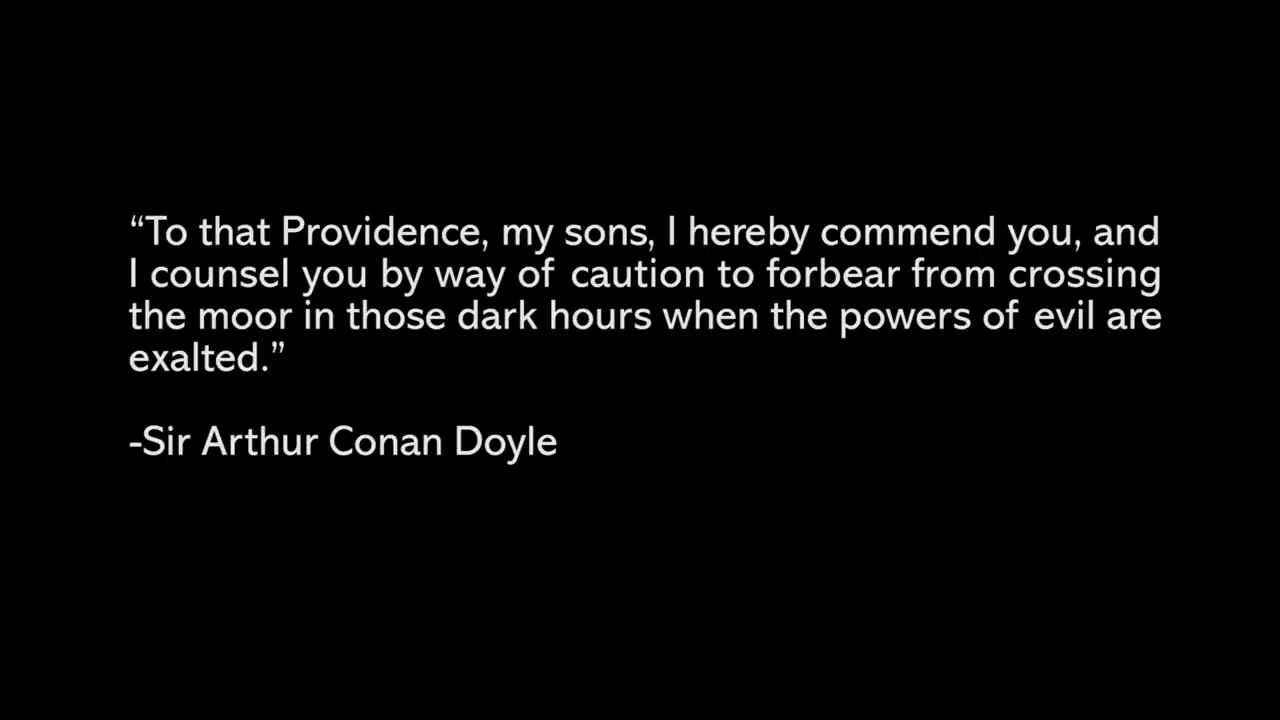 “To that Providence, my sons, I hereby commend you, and
I counsel you by way of caution to forbear from crossing
the moor in those dark hours when the powers of evil are
exalted.”
-Sir Arthur Conan Doyle